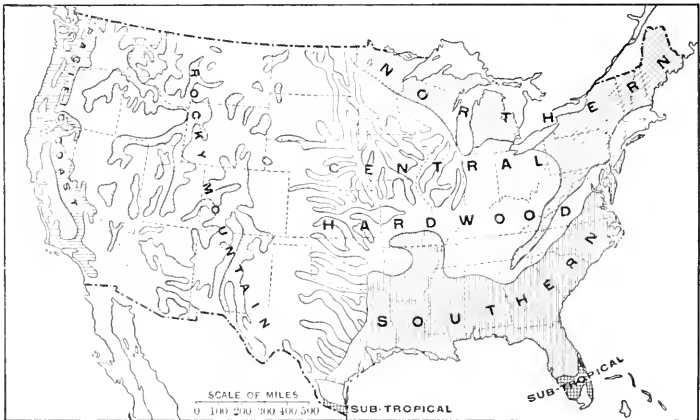 PACIFIC COAST
ROCKY MOUNTAIN
NORTHERN
CENTRAL
HARDWOOD
SOUTHERN
SUB-TROPICAL
SUB-TROPICAL
SCALE OF MILES
0 100 200 300 400 500